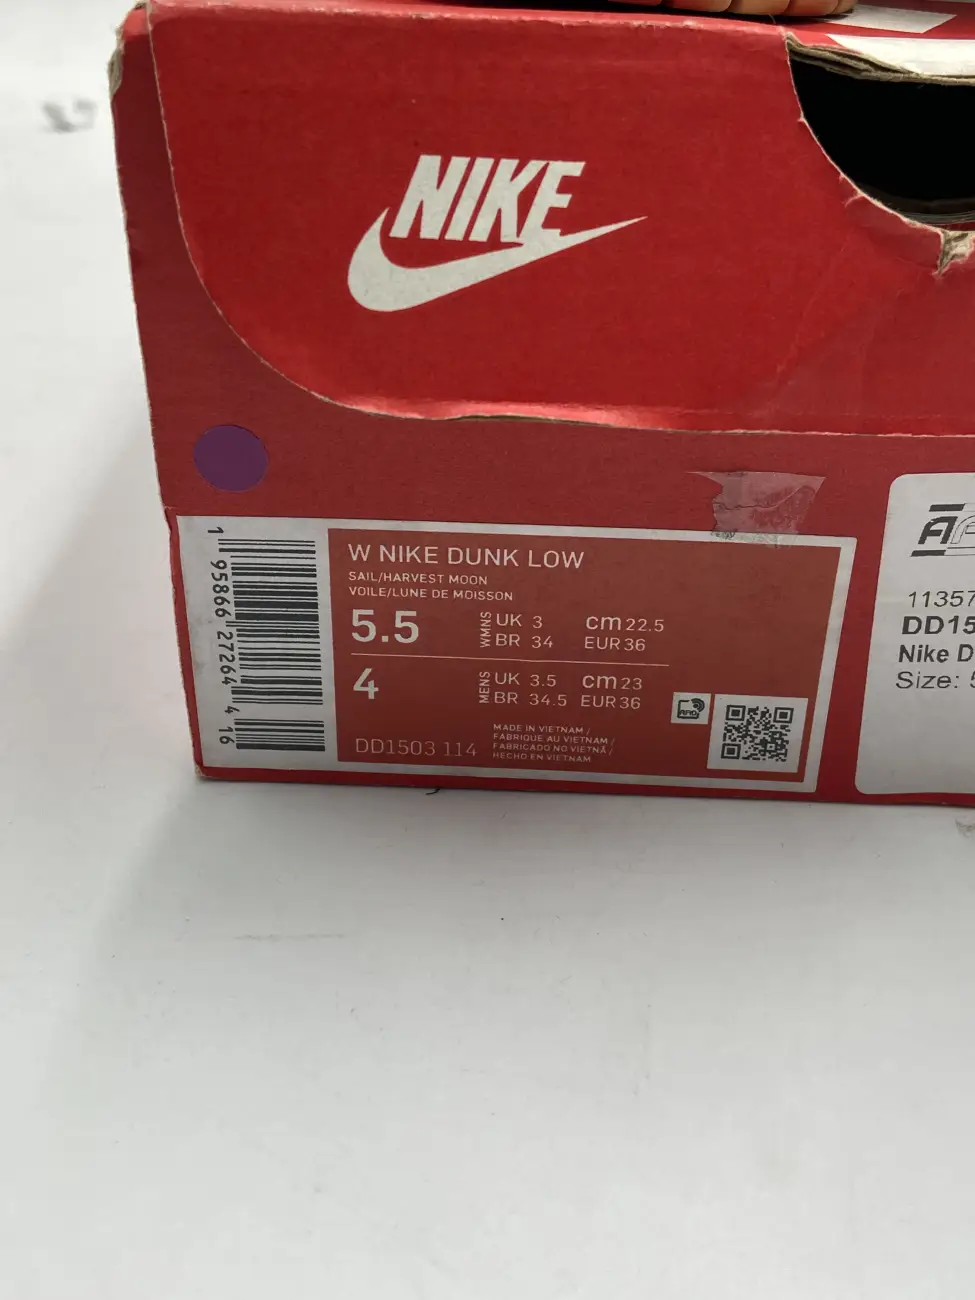 NIKE
W NIKE DUNK LOW
SAIL/HARVEST MOON
VOILE/LUNE DE MOISSON
5.5 WMNS UK 3 cm 22.5
BR 34 EUR 36
4 MENS UK 3.5 cm 23
BR 34.5 EUR 36
DD1503 114
MADE IN VIETNAM /
FABRIQUE AU VIETNAM /
FABRICADO NO VIETNÃ /
HECHO EN VIETNAM
RFID
1 95866 27264 4 16
11357
DD15
Nike D
Size: